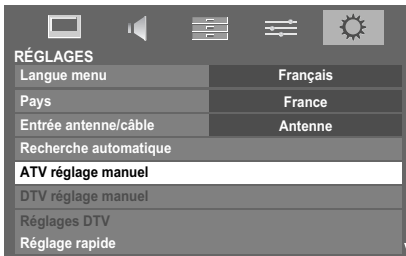 RÉGLAGES
Langue menu Français
Pays France
Entrée antenne/câble Antenne
Recherche automatique
ATV réglage manuel
DTV réglage manuel
Réglages DTV
Réglage rapide